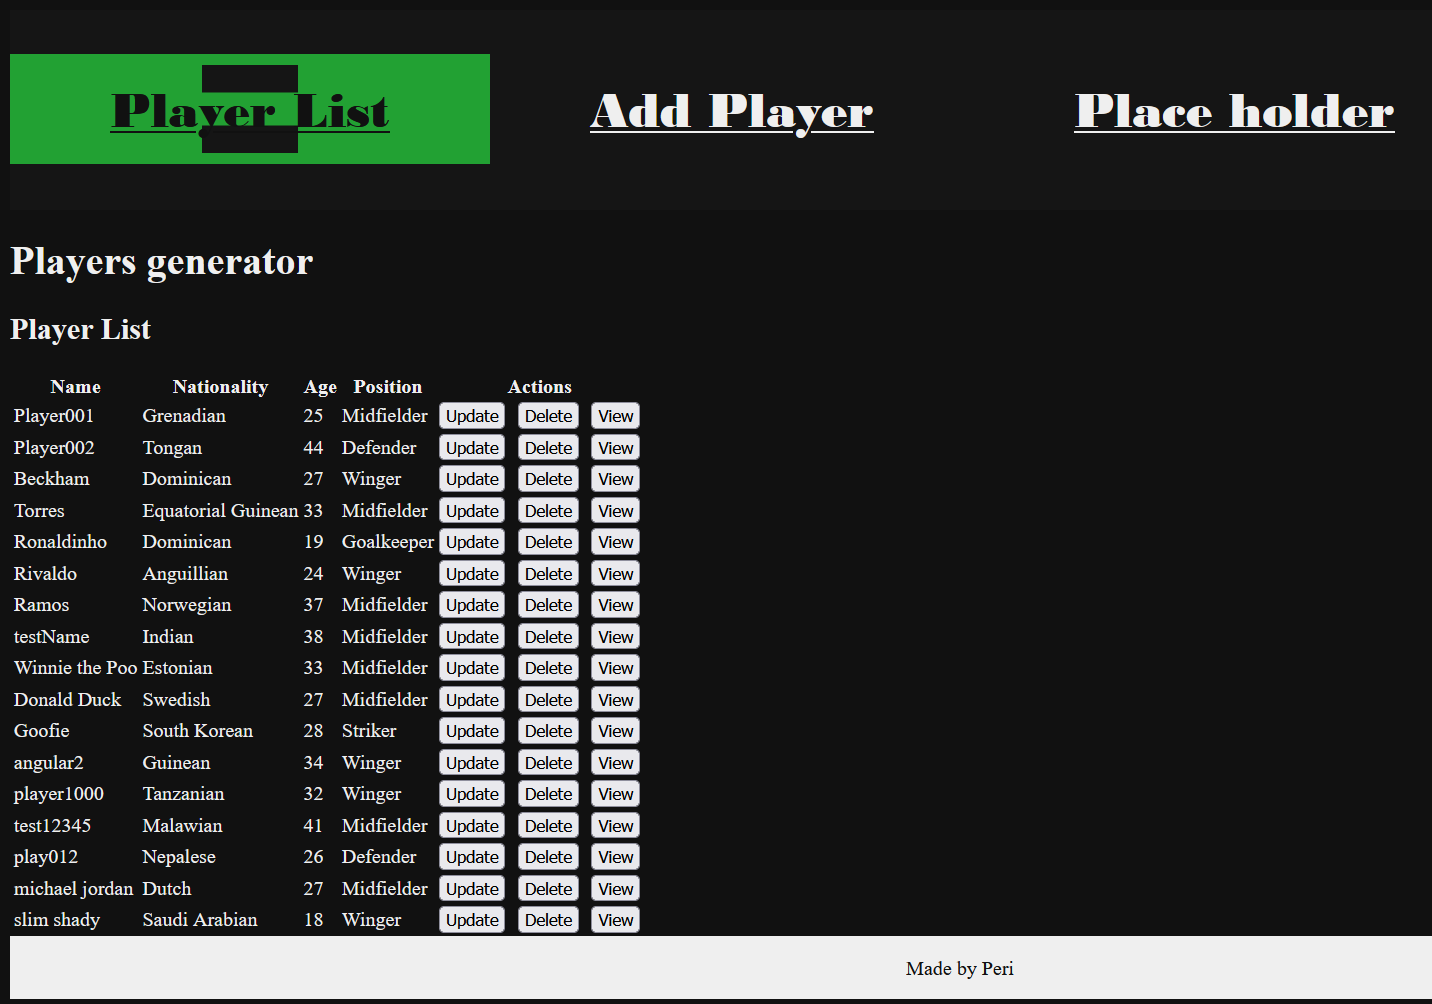 Player List Add Player Place holder
Players generator
Player List
Name Nationality Age Position Actions
Player001 Grenadian 25 Midfielder Update Delete View
Player002 Tongan 44 Defender Update Delete View
Beckham Dominican 27 Winger Update Delete View
Torres Equatorial Guinean 33 Midfielder Update Delete View
Ronaldinho Dominican 19 Goalkeeper Update Delete View
Rivaldo Anguillian 24 Winger Update Delete View
Ramos Norwegian 37 Midfielder Update Delete View
testName Indian 38 Midfielder Update Delete View
Winnie the Poo Estonian 33 Midfielder Update Delete View
Donald Duck Swedish 27 Midfielder Update Delete View
Goofie South Korean 28 Striker Update Delete View
angular2 Guinean 34 Winger Update Delete View
player1000 Tanzanian 32 Winger Update Delete View
test12345 Malawian 41 Midfielder Update Delete View
play012 Nepalese 26 Defender Update Delete View
michael jordan Dutch 27 Midfielder Update Delete View
slim shady Saudi Arabian 18 Winger Update Delete View
Made by Peri